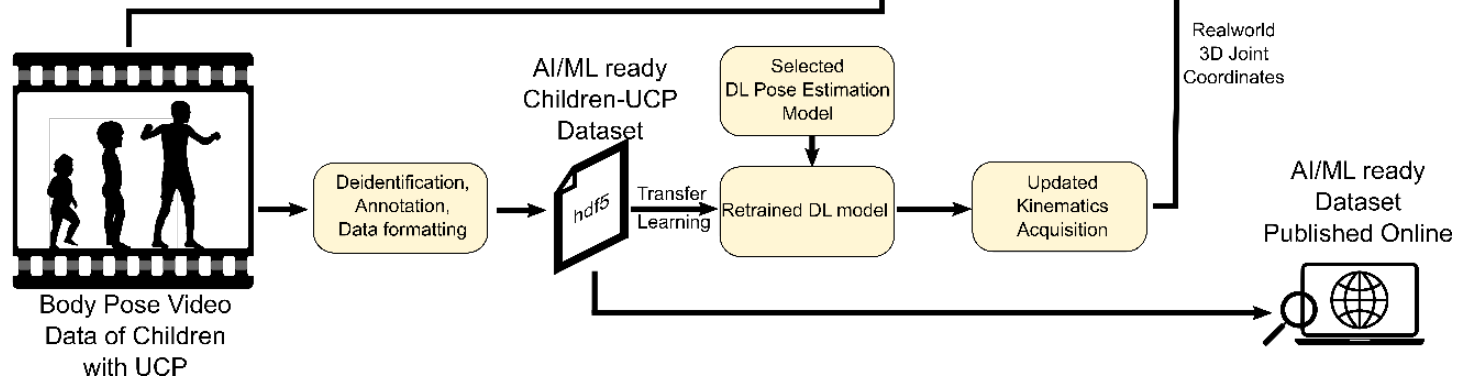 Body Pose Video
Data of Children
with UCP
Deidentification,
Annotation,
Data formatting
AI/ML ready
Children-UCP
Dataset
hdf5
Transfer
Learning
Selected
DL Pose Estimation
Model
Retrained DL model
Updated
Kinematics
Acquisition
Realworld
3D Joint
Coordinates
AI/ML ready
Dataset
Published Online